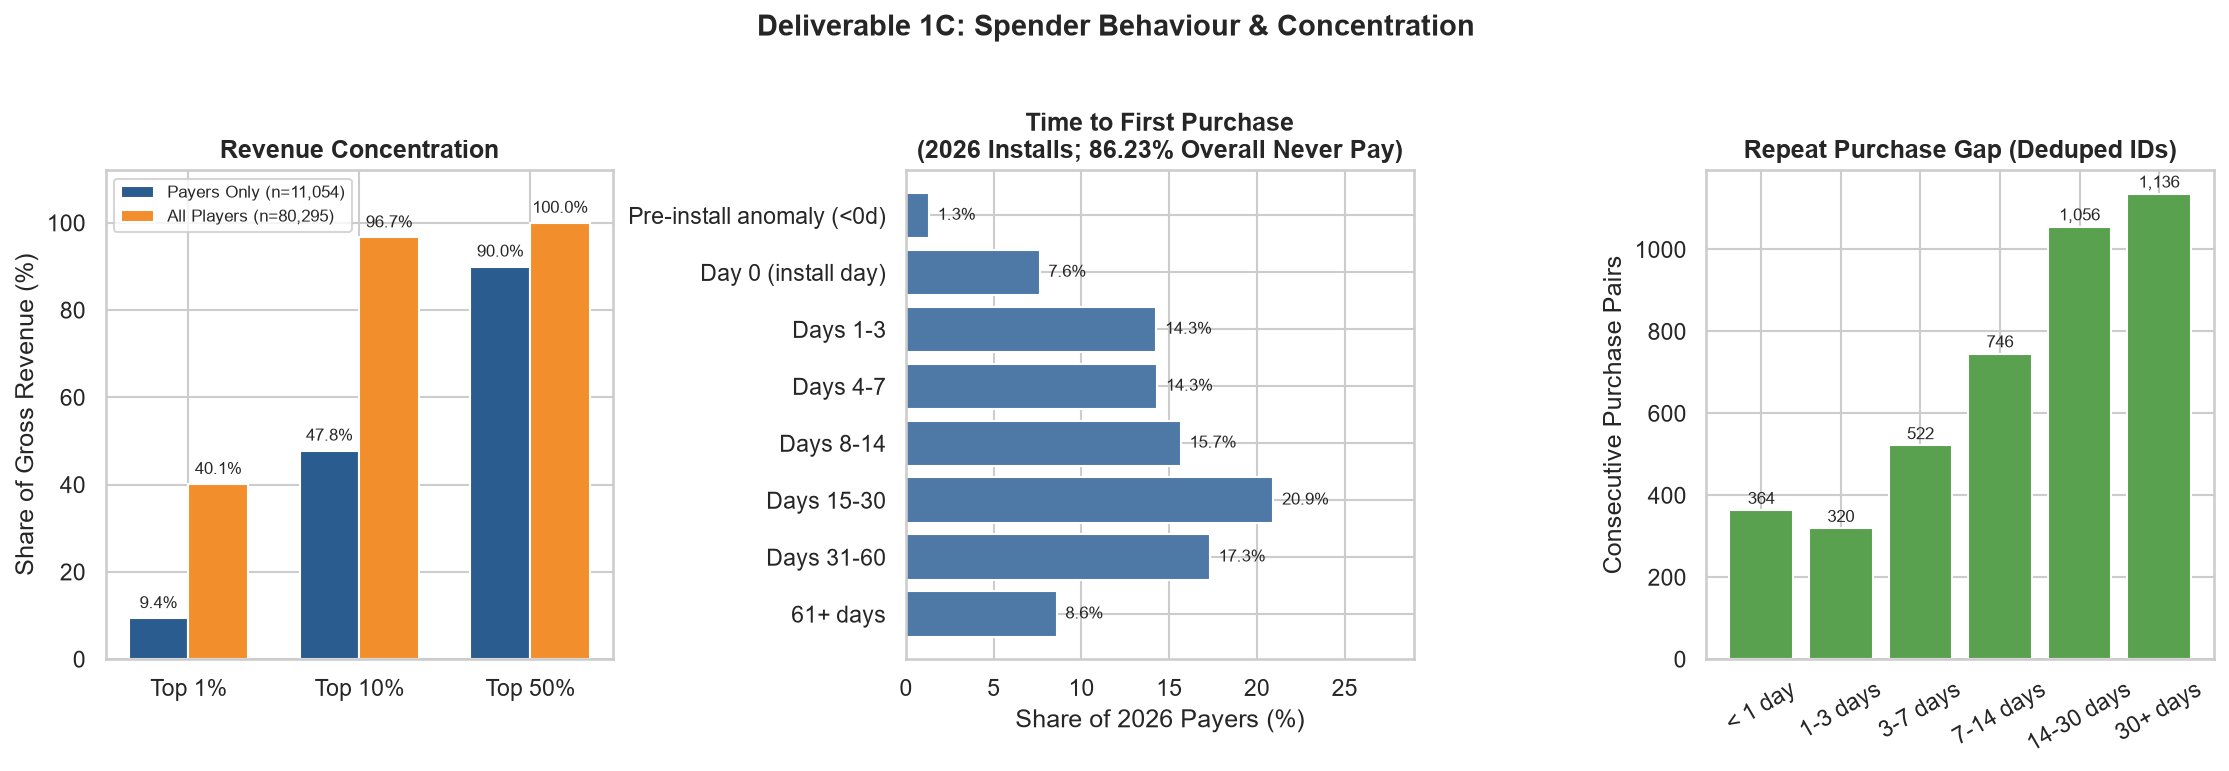 Deliverable 1C: Spender Behaviour & Concentration
Revenue Concentration
Payers Only (n=11,054)
All Players (n=80,295)
Share of Gross Revenue (%)
100
80
60
40
20
0
9.4%
40.1%
47.8%
96.7%
90.0%
100.0%
Top 1%
Top 10%
Top 50%
Time to First Purchase
(2026 Installs; 86.23% Overall Never Pay)
Pre-install anomaly (<0d)
1.3%
Day 0 (install day)
7.6%
Days 1-3
14.3%
Days 4-7
14.3%
Days 8-14
15.7%
Days 15-30
20.9%
Days 31-60
17.3%
61+ days
8.6%
0
5
10
15
20
25
Share of 2026 Payers (%)
Repeat Purchase Gap (Deduped IDs)
Consecutive Purchase Pairs
1000
800
600
400
200
0
364
320
522
746
1,056
1,136
< 1 day
1-3 days
3-7 days
7-14 days
14-30 days
30+ days